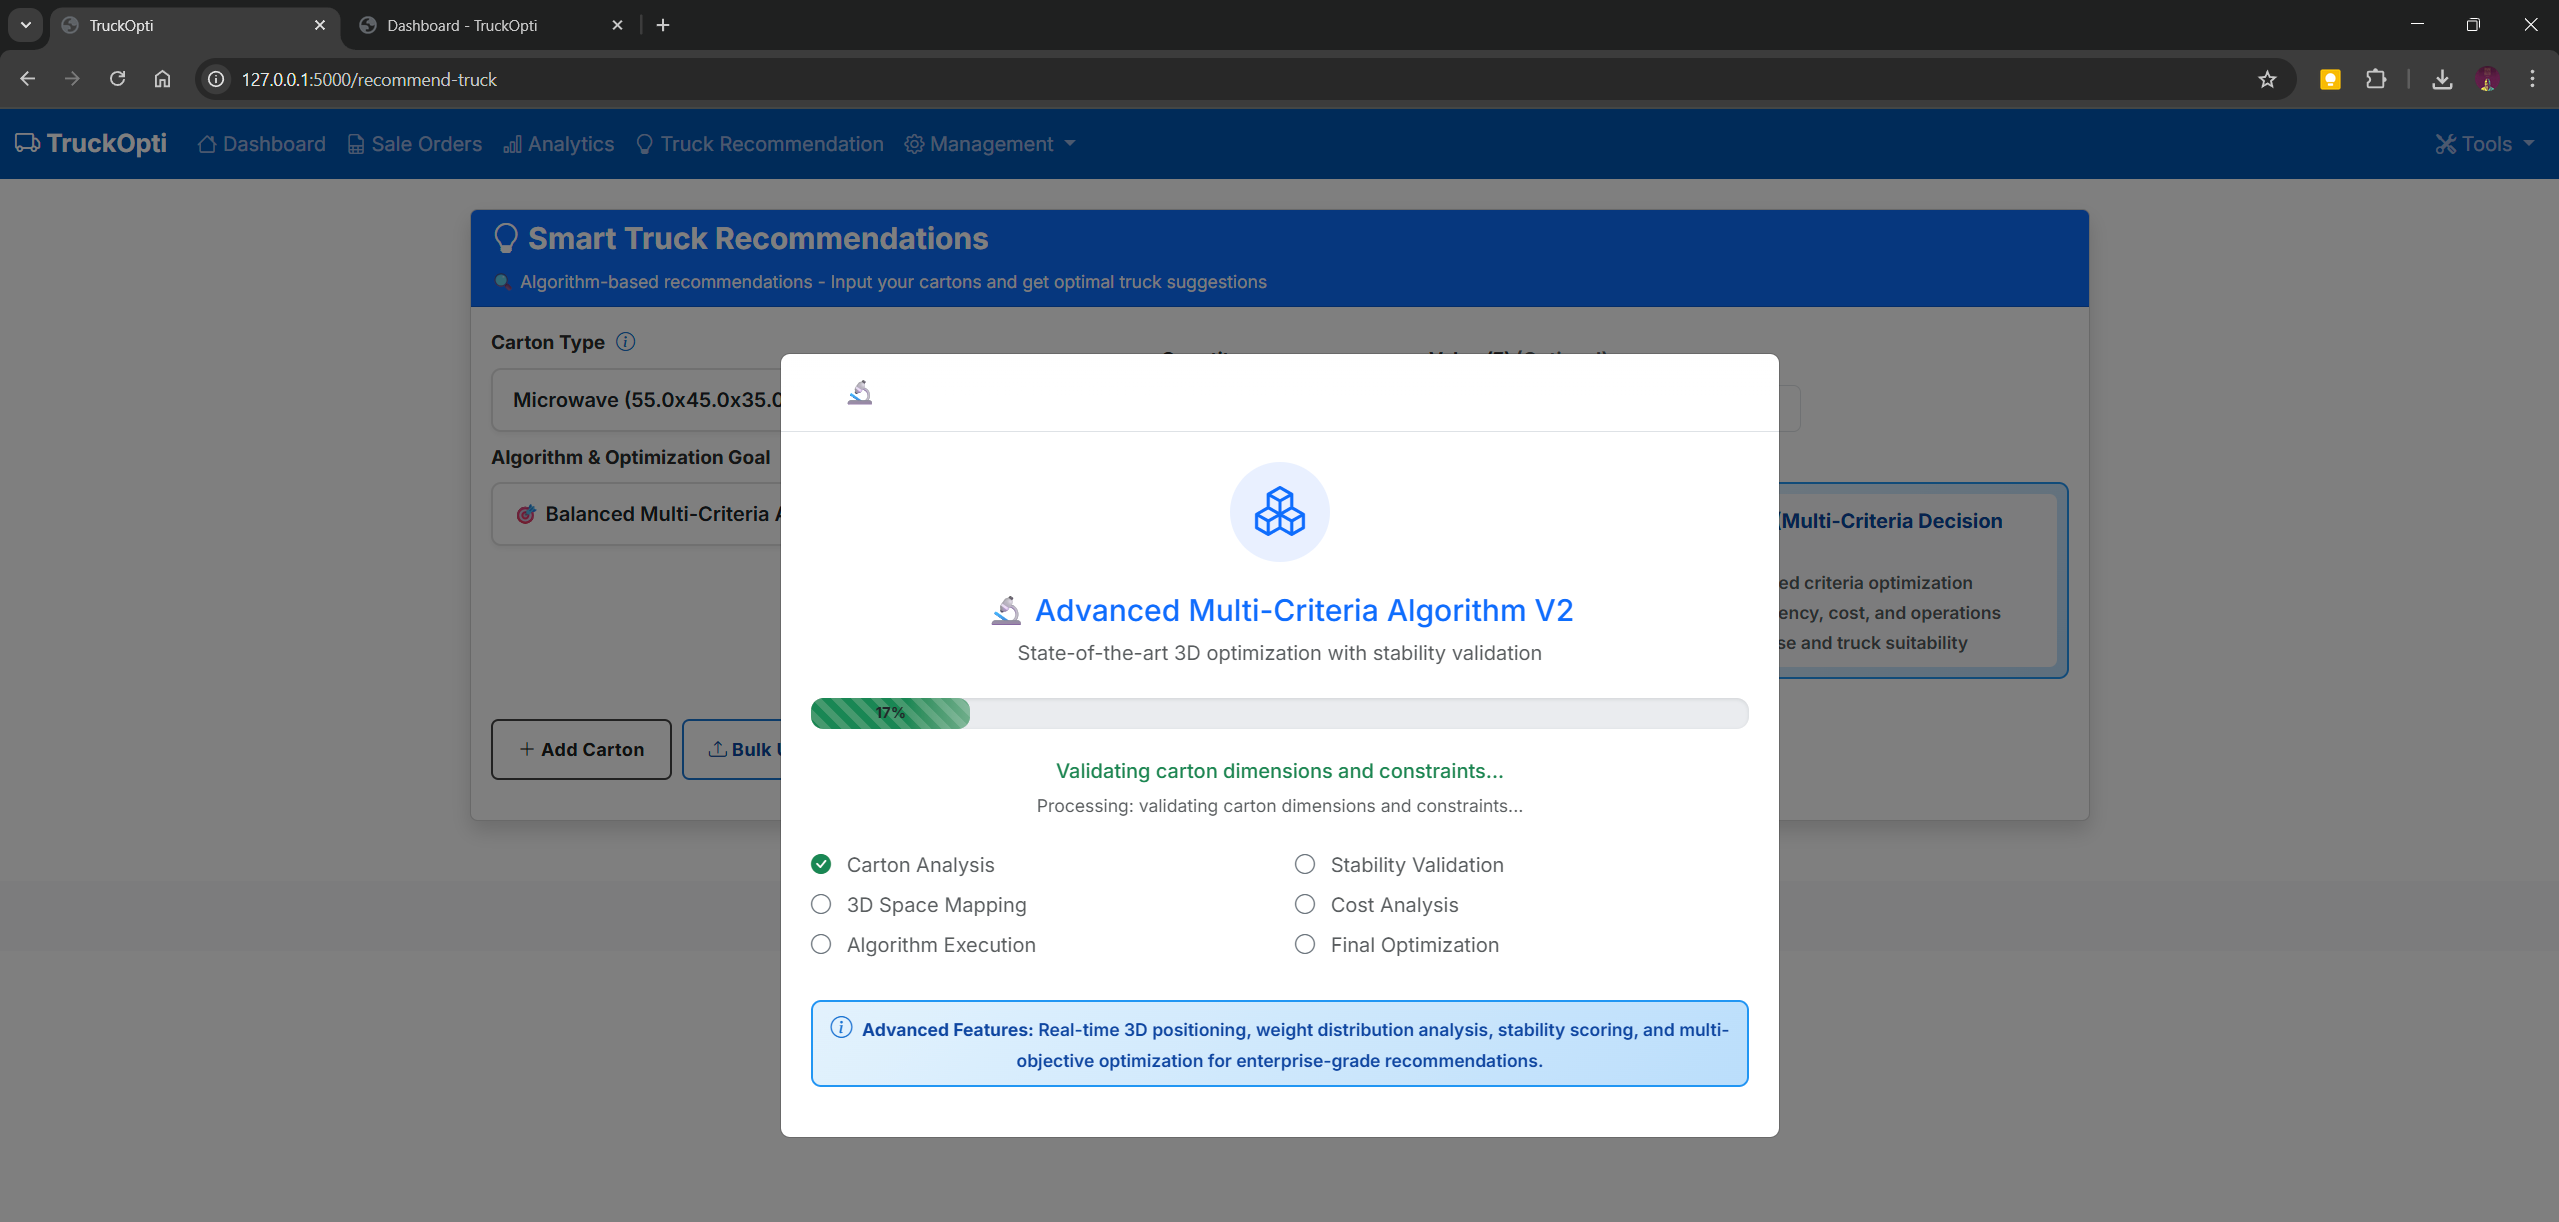 TruckOpti
Dashboard - TruckOpti
127.0.0.1:5000/recommend-truck
TruckOpti
Dashboard
Sale Orders
Analytics
Truck Recommendation
Management
Tools
Smart Truck Recommendations
Algorithm-based recommendations - Input your cartons and get optimal truck suggestions
Carton Type
Microwave (55.0x45.0x35.0
Algorithm & Optimization Goal
Balanced Multi-Criteria
(Multi-Criteria Decision
ed criteria optimization
ency, cost, and operations
se and truck suitability
+ Add Carton
Bulk
Advanced Multi-Criteria Algorithm V2
State-of-the-art 3D optimization with stability validation
17%
Validating carton dimensions and constraints...
Processing: validating carton dimensions and constraints...
Carton Analysis
Stability Validation
3D Space Mapping
Cost Analysis
Algorithm Execution
Final Optimization
Advanced Features: Real-time 3D positioning, weight distribution analysis, stability scoring, and multi-
objective optimization for enterprise-grade recommendations.